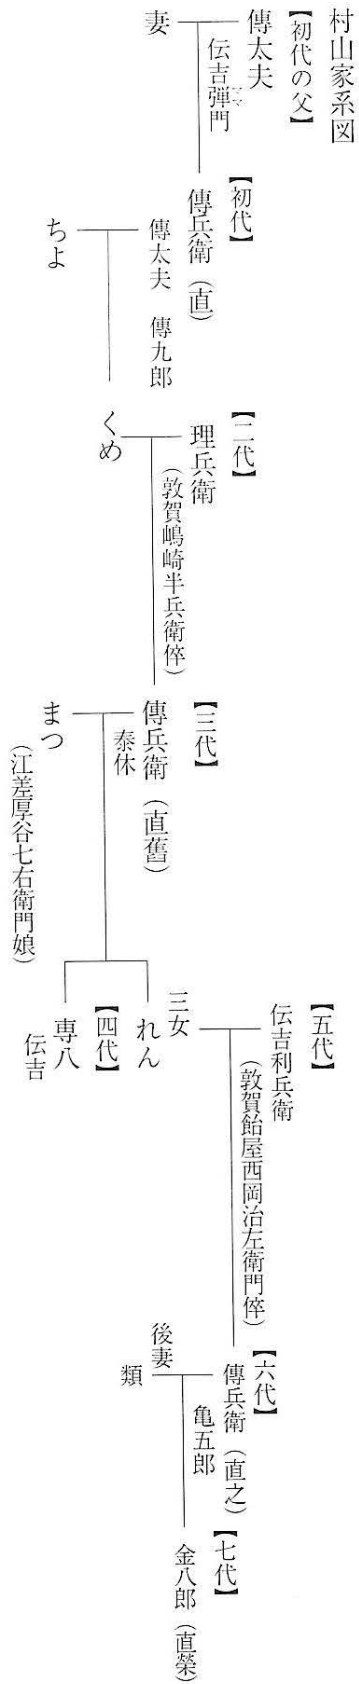 村山家系図
【初代の父】
傳太夫
伝吉弾門
ママ
妻
【初代】
傳兵衛（直）
傳太夫　傳九郎
ちよ
【二代】
理兵衛
（敦賀嶋崎半兵衛倅）
くめ
【三代】
傳兵衛（直舊）
泰休
まつ
（江差厚谷七右衛門娘）
【五代】
伝吉利兵衛
（敦賀飴屋西岡治左衛門倅）
三女
れん
【四代】
専八
伝吉
【六代】
傳兵衛（直之）
亀五郎
後妻
類
【七代】
金八郎（直榮）